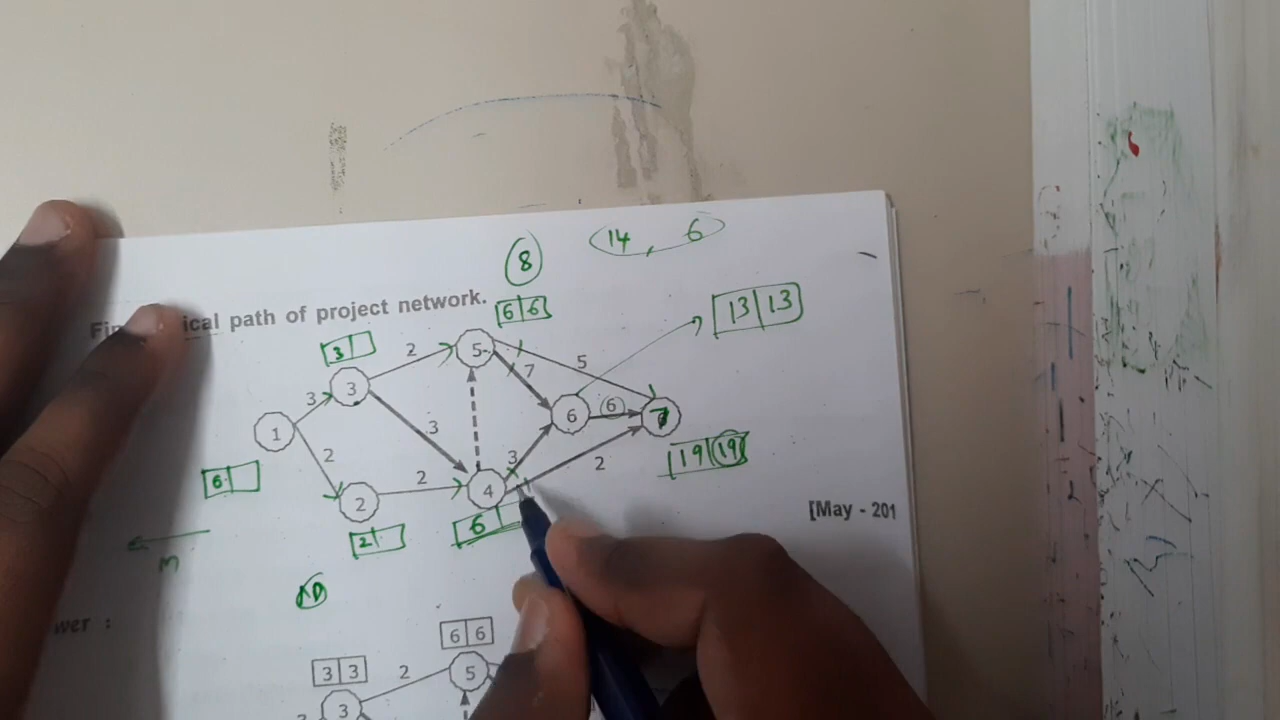 14, 6
8
ical path of project network.
6 6
13 13
3
2 5 5
7
3 3
1 3 6 6 7
2 3 3 2
19 19
6
2 2 4
6
2
[May - 201
m
wer :
6 6
3 3 2 5
3